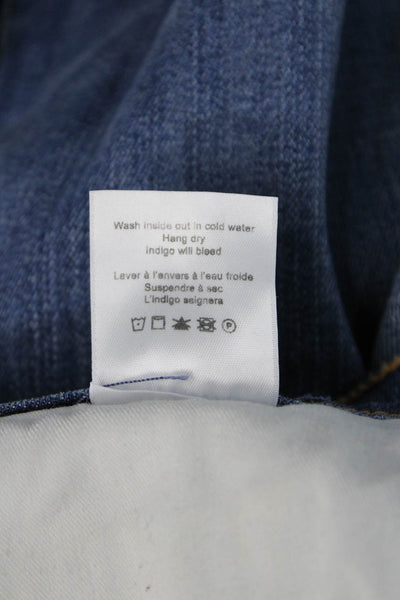 Wash inside out in cold water
Hang dry
Indigo will bleed
Lever à l'envers à l'eau froide
Suspendre à sec
L'indigo saignera
P